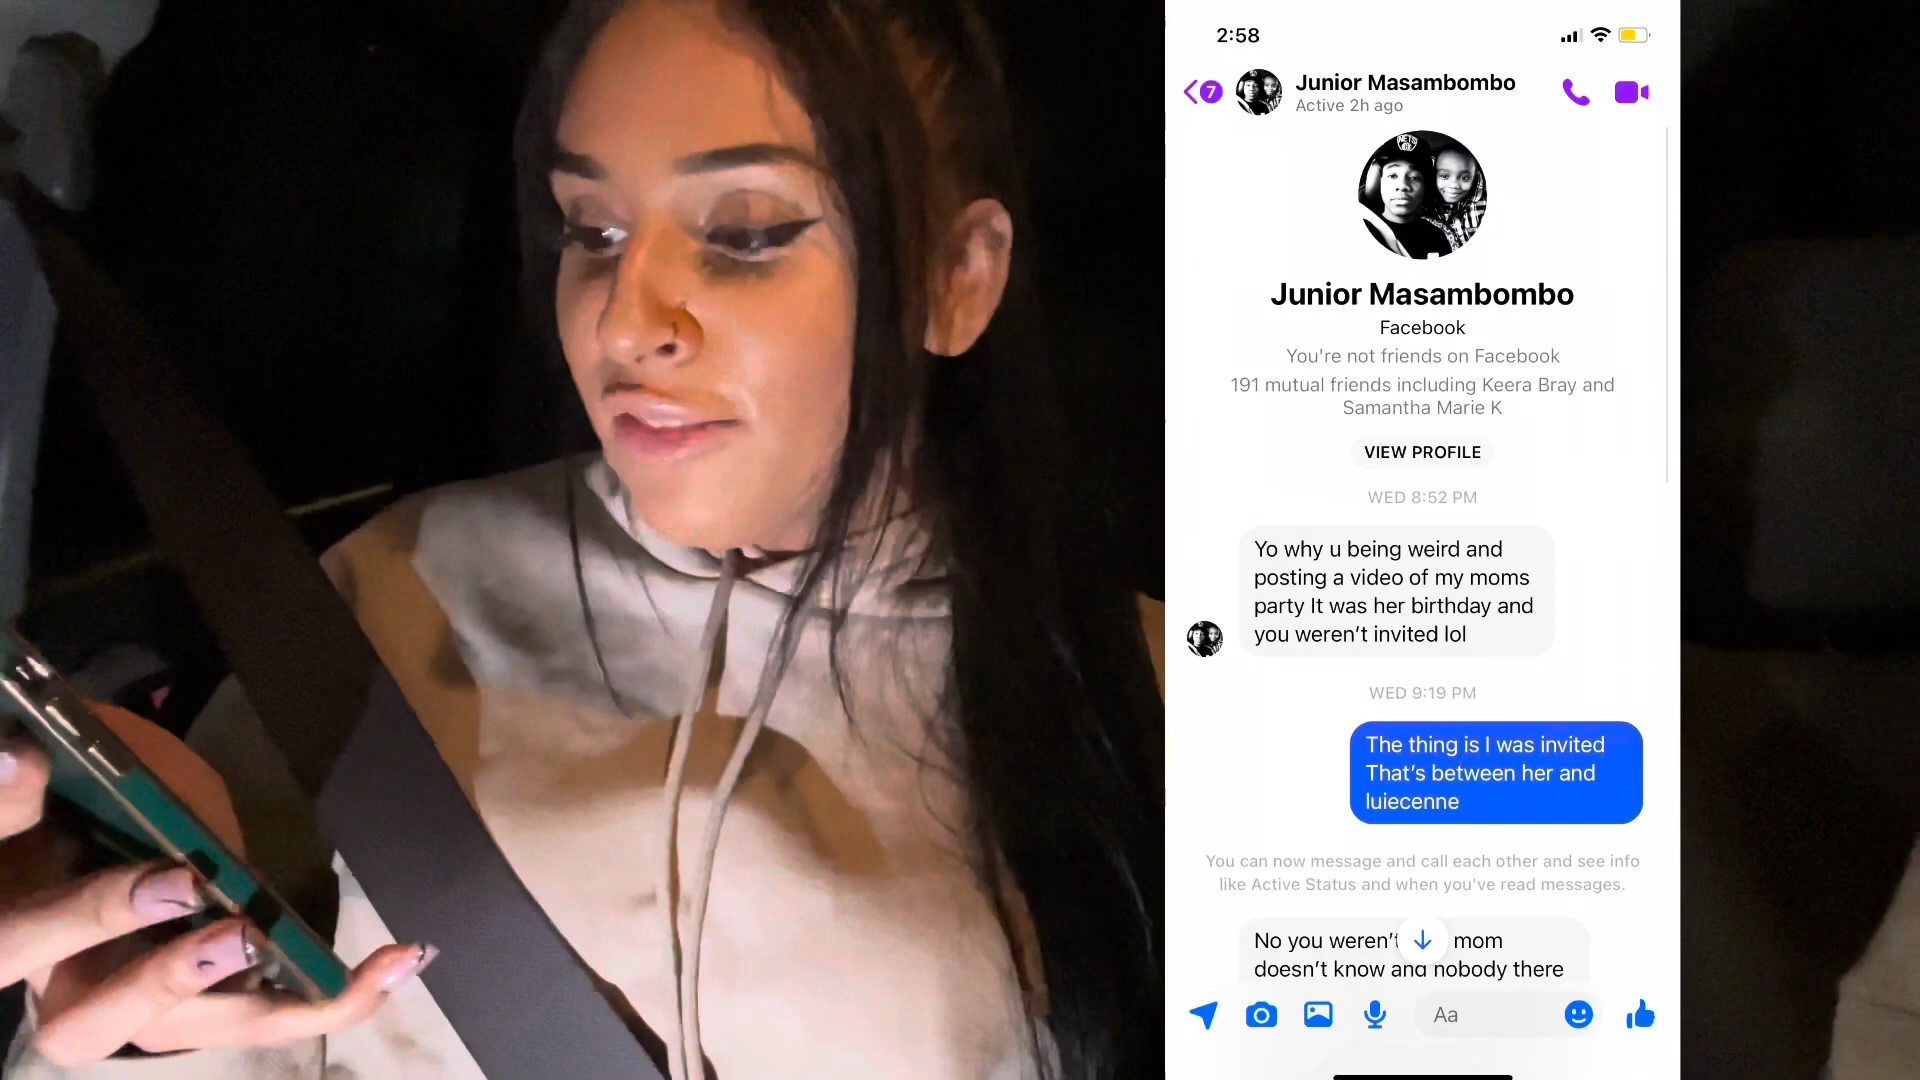 2:58
7
Junior Masambombo
Active 2h ago
NETS
Junior Masambombo
Facebook
You're not friends on Facebook
191 mutual friends including Keera Bray and
Samantha Marie K
VIEW PROFILE
WED 8:52 PM
Yo why u being weird and
posting a video of my moms
party It was her birthday and
you weren't invited lol
WED 9:19 PM
The thing is I was invited
That's between her and
luiecenne
You can now message and call each other and see info
like Active Status and when you've read messages.
No you weren't mom
doesn't know and nobody there
Aa